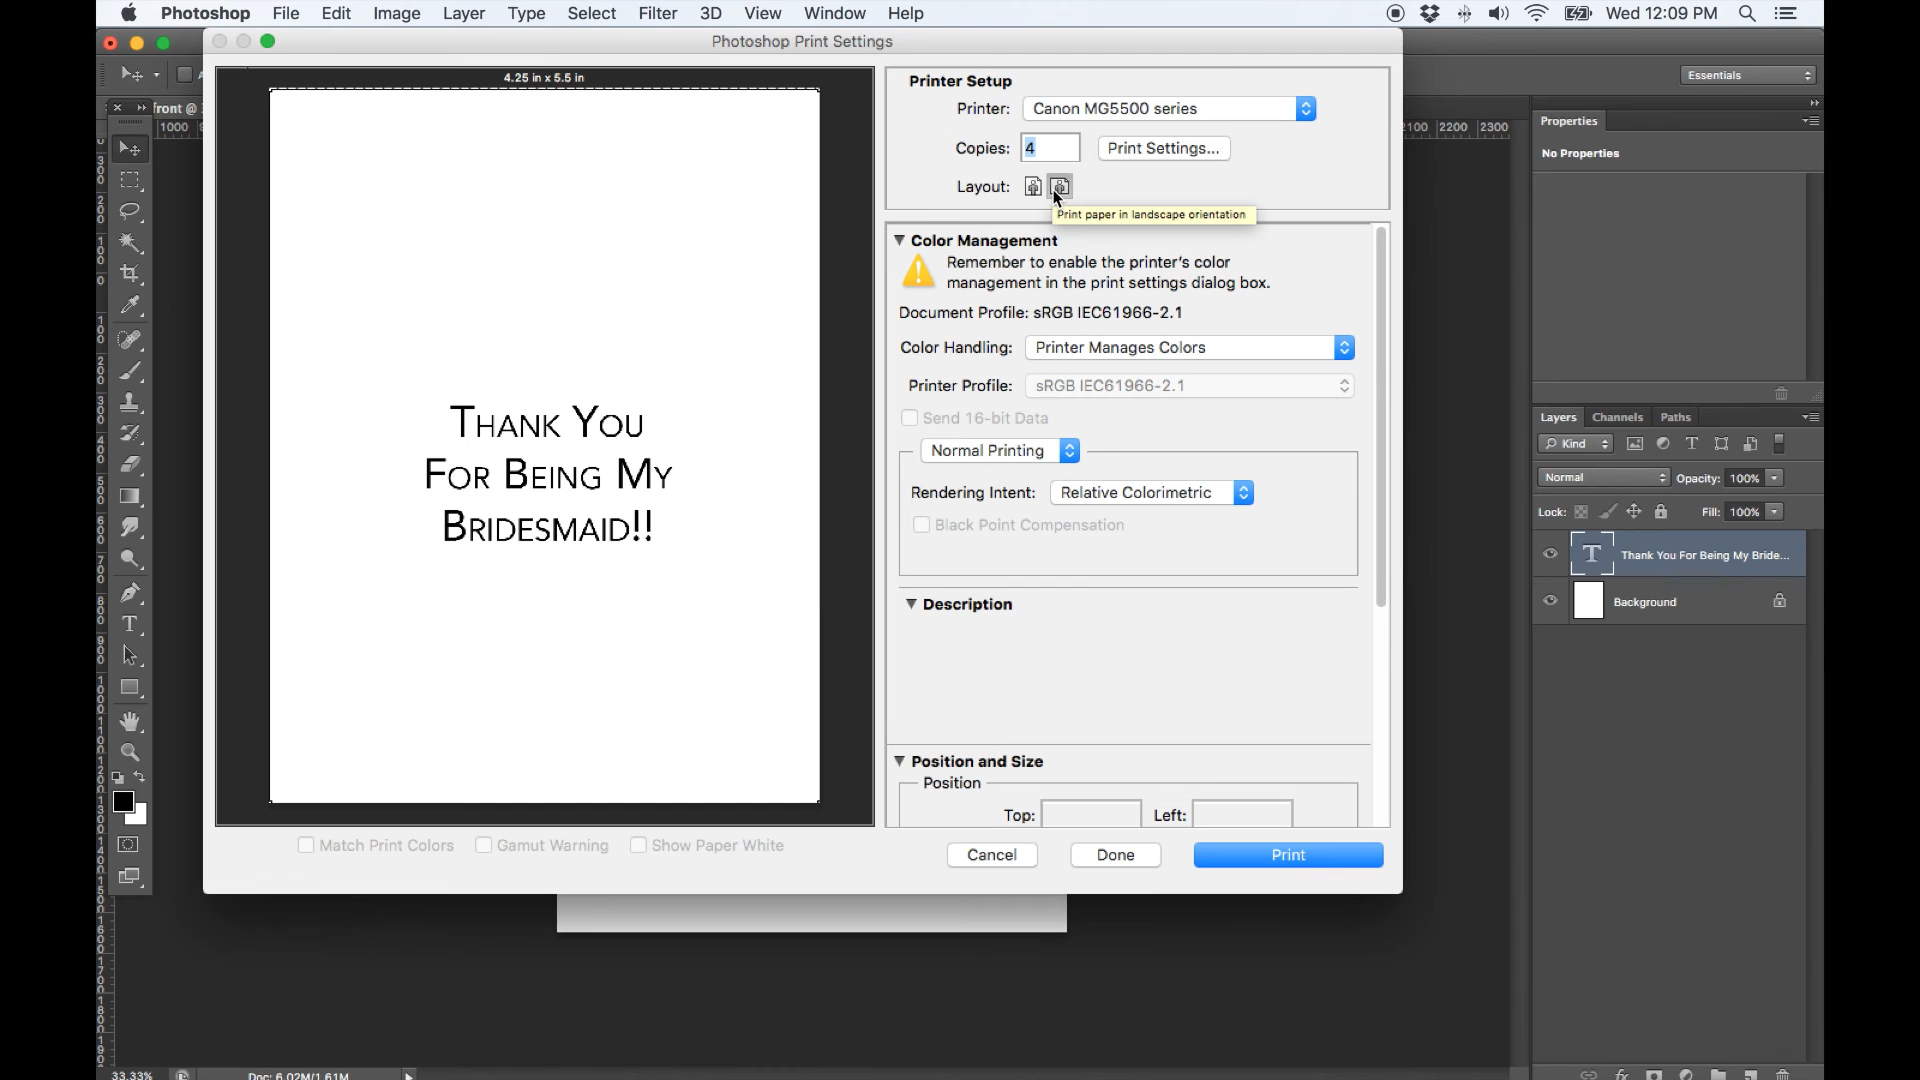 Photoshop File Edit Image Layer Type Select Filter 3D View Window Help Wed 12:09 PM
Photoshop Print Settings
4.25 in x 5.5 in
Essentials
front @
1000
2100 2200 2300
Printer Setup
Printer: Canon MG5500 series
Copies: 4 Print Settings...
Layout:
Print paper in landscape orientation
Color Management
Remember to enable the printer's color
management in the print settings dialog box.
Document Profile: sRGB IEC61966-2.1
Color Handling: Printer Manages Colors
Printer Profile: sRGB IEC61966-2.1
Send 16-bit Data
Normal Printing
Rendering Intent: Relative Colorimetric
Black Point Compensation
Description
Position and Size
Position
Top: Left:
Thank You
For Being My
Bridesmaid!!
Match Print Colors Gamut Warning Show Paper White
Cancel Done Print
Properties
No Properties
Layers Channels Paths
Kind
Normal Opacity: 100%
Lock: Fill: 100%
Thank You For Being My Bride...
Background
33.33% Doc: 6.02M/1.61M